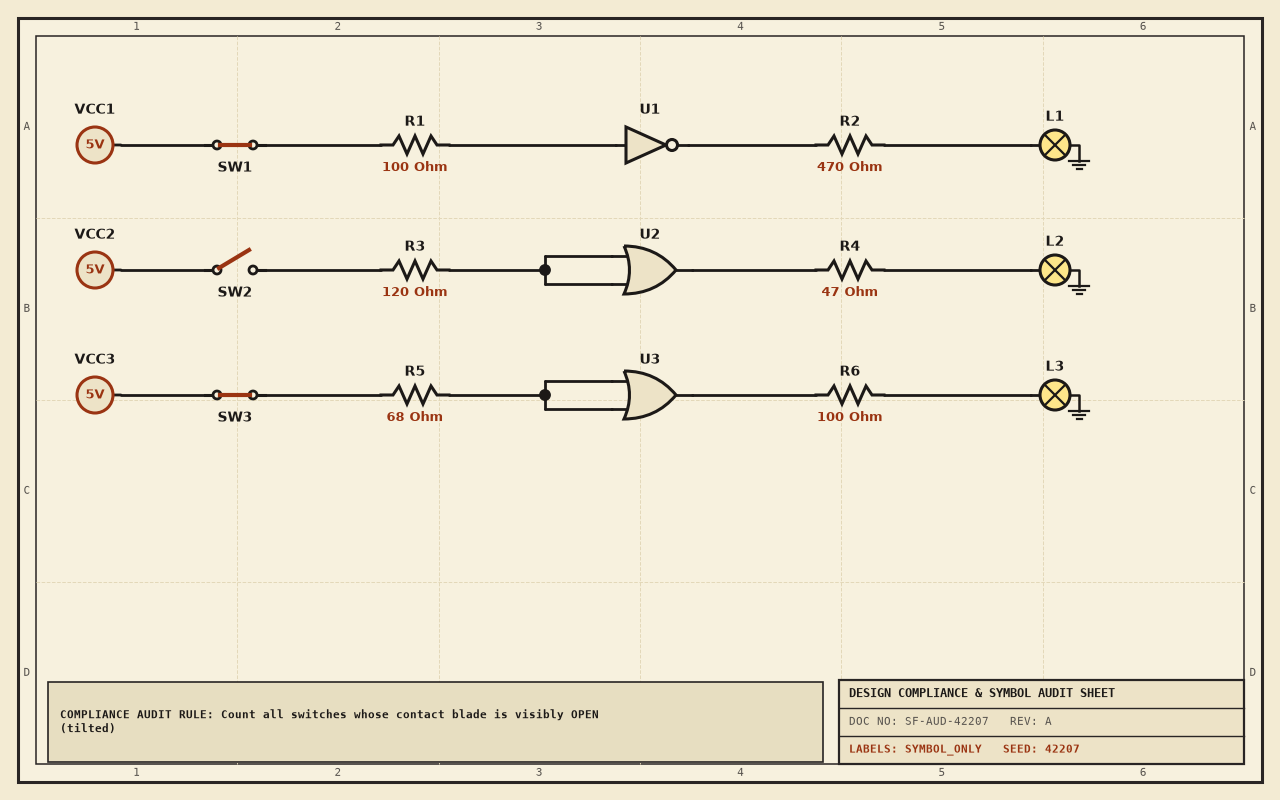 1 2 3 4 5 6
A A
VCC1 U1
R1 R2 L1
5V
SW1 100 Ohm 470 Ohm
VCC2 U2
R3 R4 L2
5V
SW2 120 Ohm 47 Ohm
B B
VCC3 U3
R5 R6 L3
5V
SW3 68 Ohm 100 Ohm
C C
D D
COMPLIANCE AUDIT RULE: Count all switches whose contact blade is visibly OPEN
(tilted)
DESIGN COMPLIANCE & SYMBOL AUDIT SHEET
DOC NO: SF-AUD-42207 REV: A
LABELS: SYMBOL_ONLY SEED: 42207
1 2 3 4 5 6